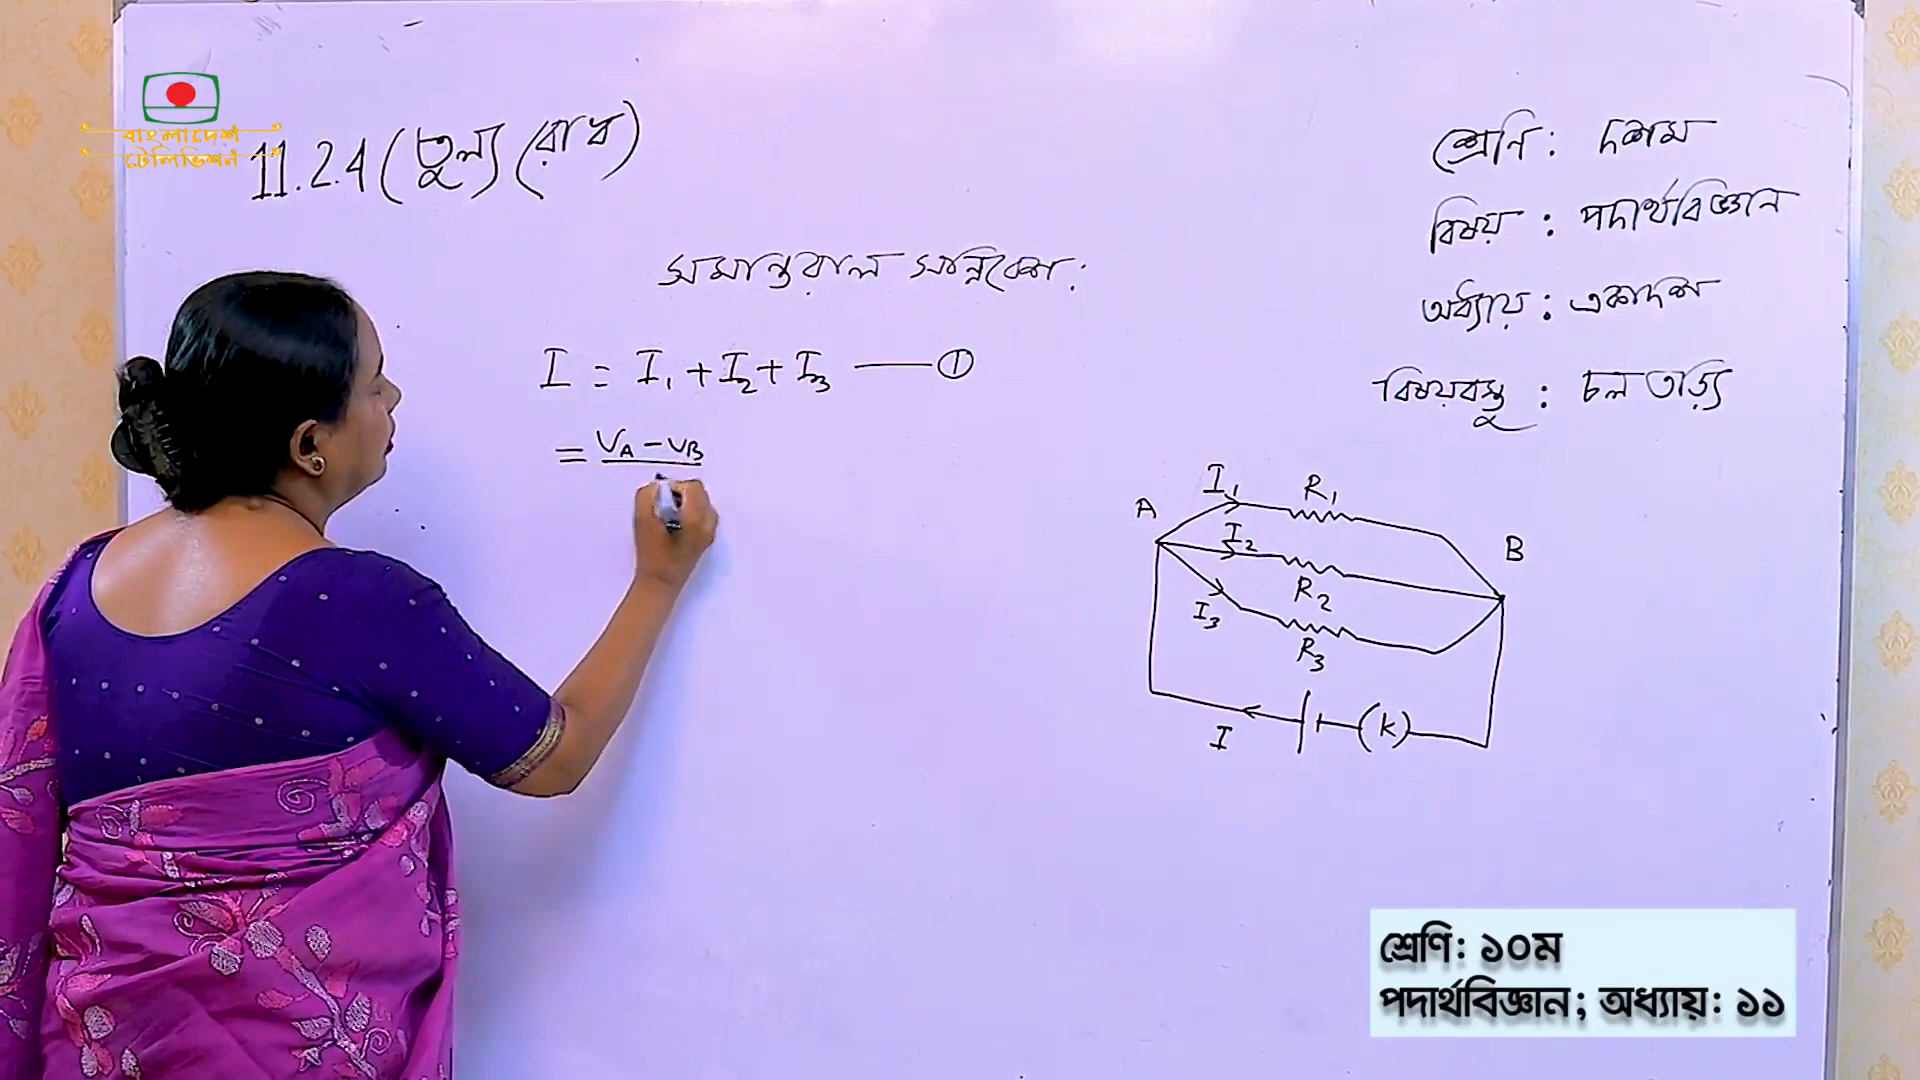 বাংলাদেশ
টেলিভিশন
11.2.4 (তুল্য রোধ)
সমান্তরাল সন্নিবেশ:
I = I₁ + I₂ + I₃ —— ①
= V_A − V_B
শ্রেণি: দশম
বিষয়: পদার্থবিজ্ঞান
অধ্যায়: একাদশ
বিষয়বস্তু: চল তড়িৎ
I₁ R₁
A
I₂
B
R₂
I₃
R₃
I (K)
শ্রেণি: ১০ম
পদার্থবিজ্ঞান; অধ্যায়: ১১